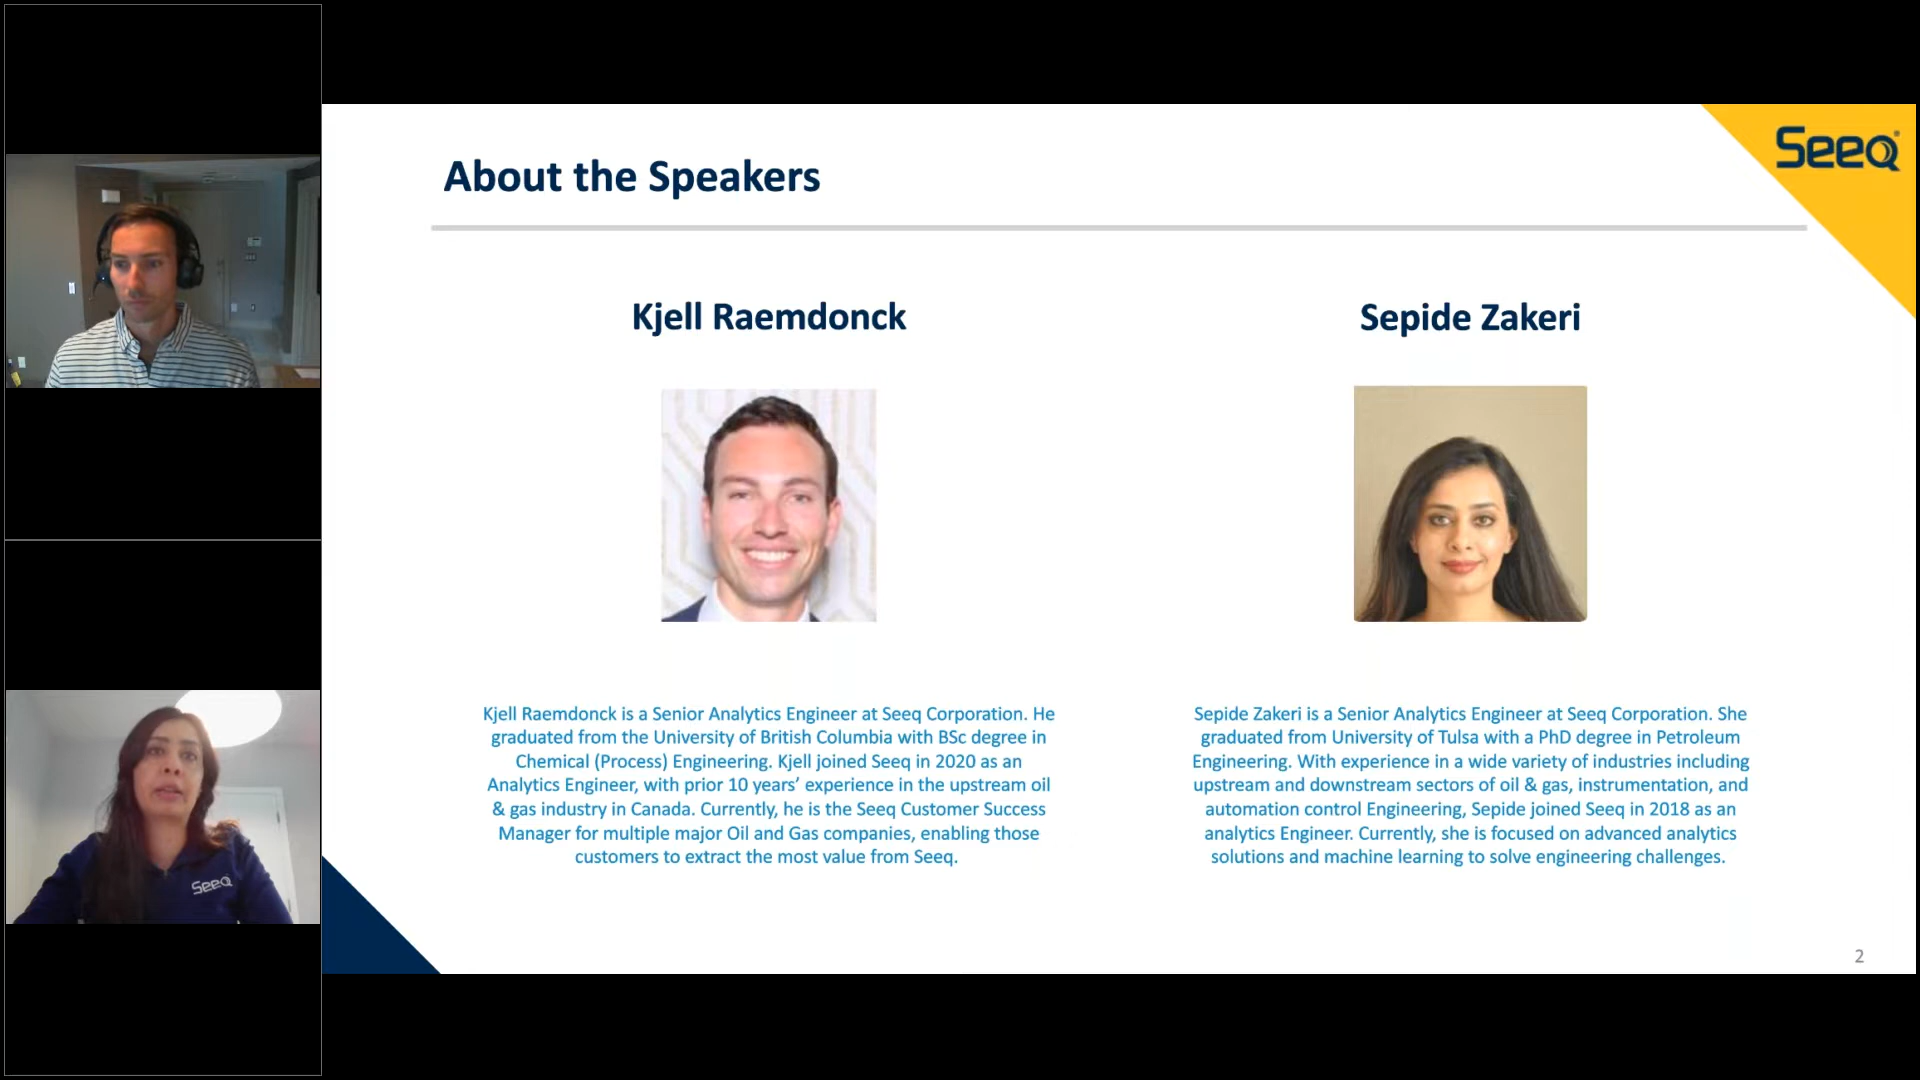 About the Speakers
Seeq
Kjell Raemdonck
Sepide Zakeri
Kjell Raemdonck is a Senior Analytics Engineer at Seeq Corporation. He
graduated from the University of British Columbia with BSc degree in
Chemical (Process) Engineering. Kjell joined Seeq in 2020 as an
Analytics Engineer, with prior 10 years’ experience in the upstream oil
& gas industry in Canada. Currently, he is the Seeq Customer Success
Manager for multiple major Oil and Gas companies, enabling those
customers to extract the most value from Seeq.
Sepide Zakeri is a Senior Analytics Engineer at Seeq Corporation. She
graduated from University of Tulsa with a PhD degree in Petroleum
Engineering. With experience in a wide variety of industries including
upstream and downstream sectors of oil & gas, instrumentation, and
automation control Engineering, Sepide joined Seeq in 2018 as an
analytics Engineer. Currently, she is focused on advanced analytics
solutions and machine learning to solve engineering challenges.
Seeq
2